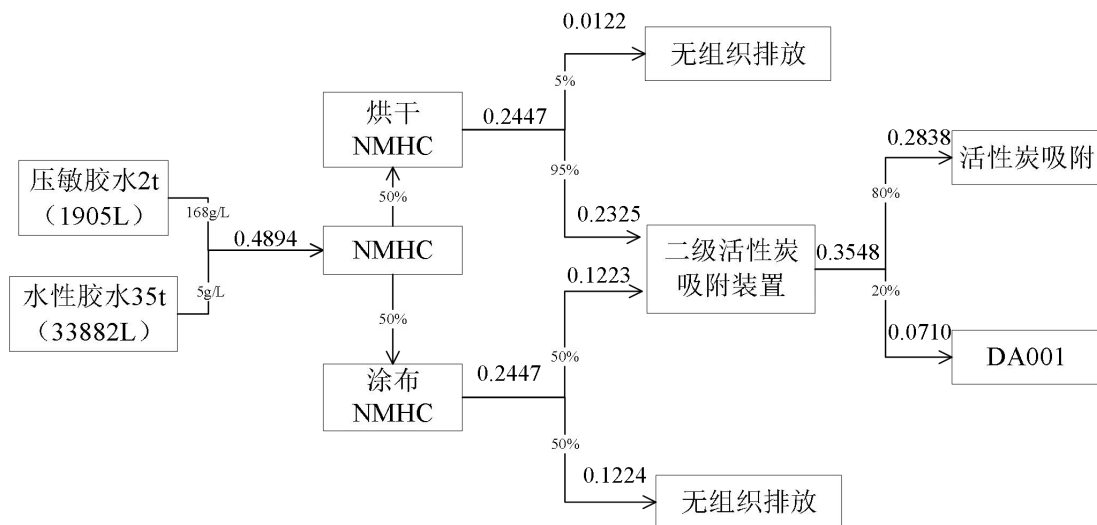 0.0122
无组织排放
5%
烘干
NMHC
0.2447
0.2838
活性炭吸附
压敏胶水2t
（1905L）
168g/L
50%
95%
80%
0.2325
0.4894
NMHC
二级活性炭
吸附装置
0.3548
水性胶水35t
（33882L）
5g/L
0.1223
20%
50%
0.0710
DA001
涂布
NMHC
0.2447
50%
50%
0.1224
无组织排放